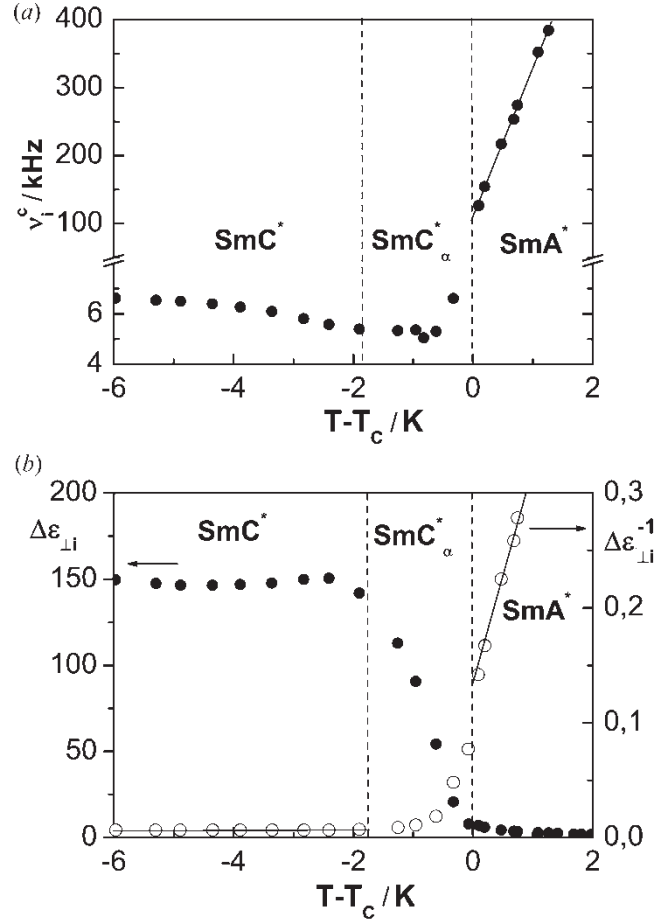 (a)
400
300
200
100
6
4
ν_i^c / kHz
SmC*
SmC*_α
SmA*
-6 -4 -2 0 2
T-T_c / K
(b)
200
150
100
50
0
Δε_⊥i
SmC*
SmC*_α
SmA*
0,3
0,2
0,1
0,0
Δε_⊥i^-1
-6 -4 -2 0 2
T-T_c / K